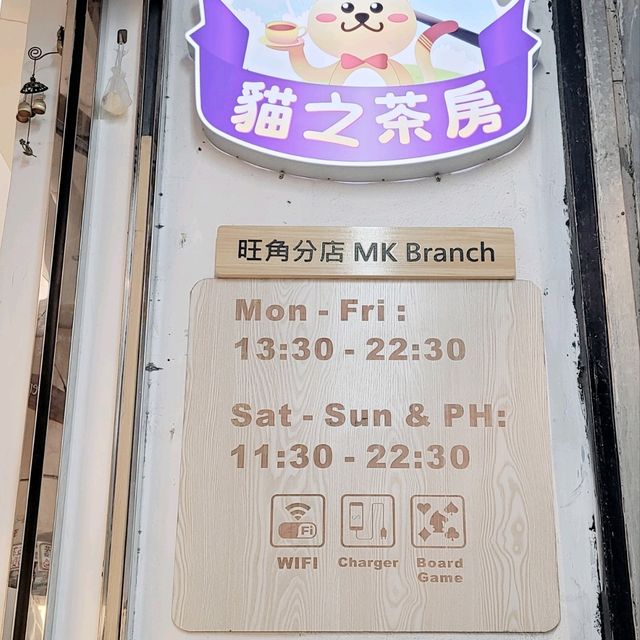 貓之茶房
旺角分店 MK Branch
Mon - Fri :
13:30 - 22:30
Sat - Sun & PH:
11:30 - 22:30
Fi
WIFI Charger Board
Game